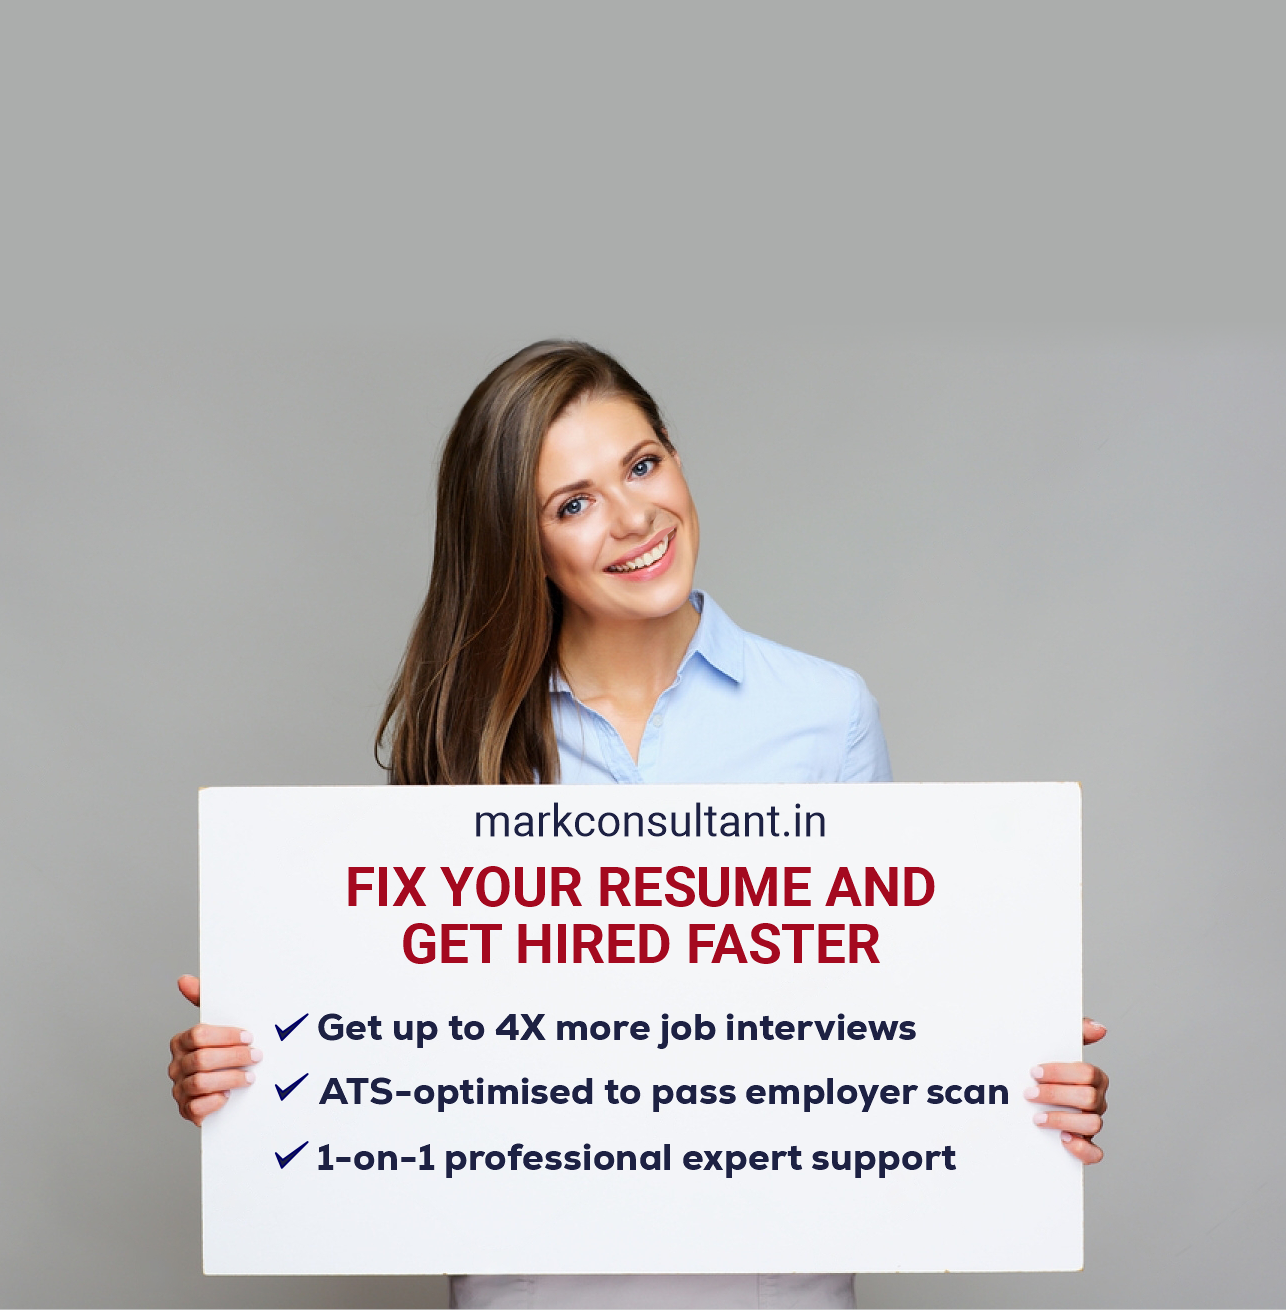 markconsultant.in
FIX YOUR RESUME AND
GET HIRED FASTER
Get up to 4X more job interviews
ATS-optimised to pass employer scan
1-on-1 professional expert support